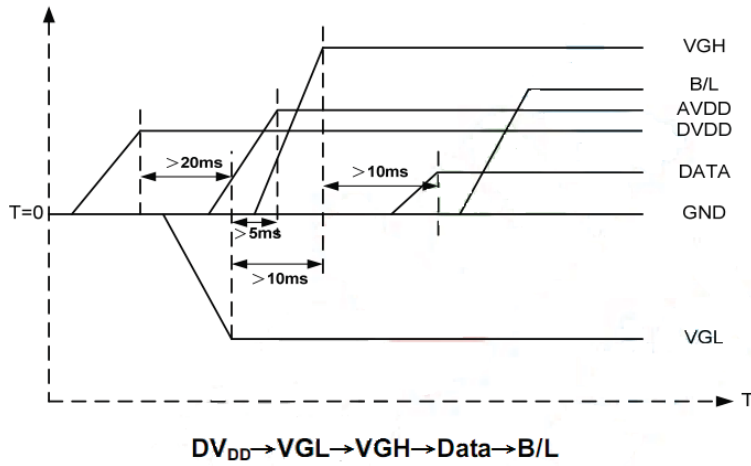 VGH
B/L
AVDD
DVDD
>20ms
>10ms
DATA
T=0
GND
>5ms
>10ms
VGL
T
DVDD→VGL→VGH→Data→B/L